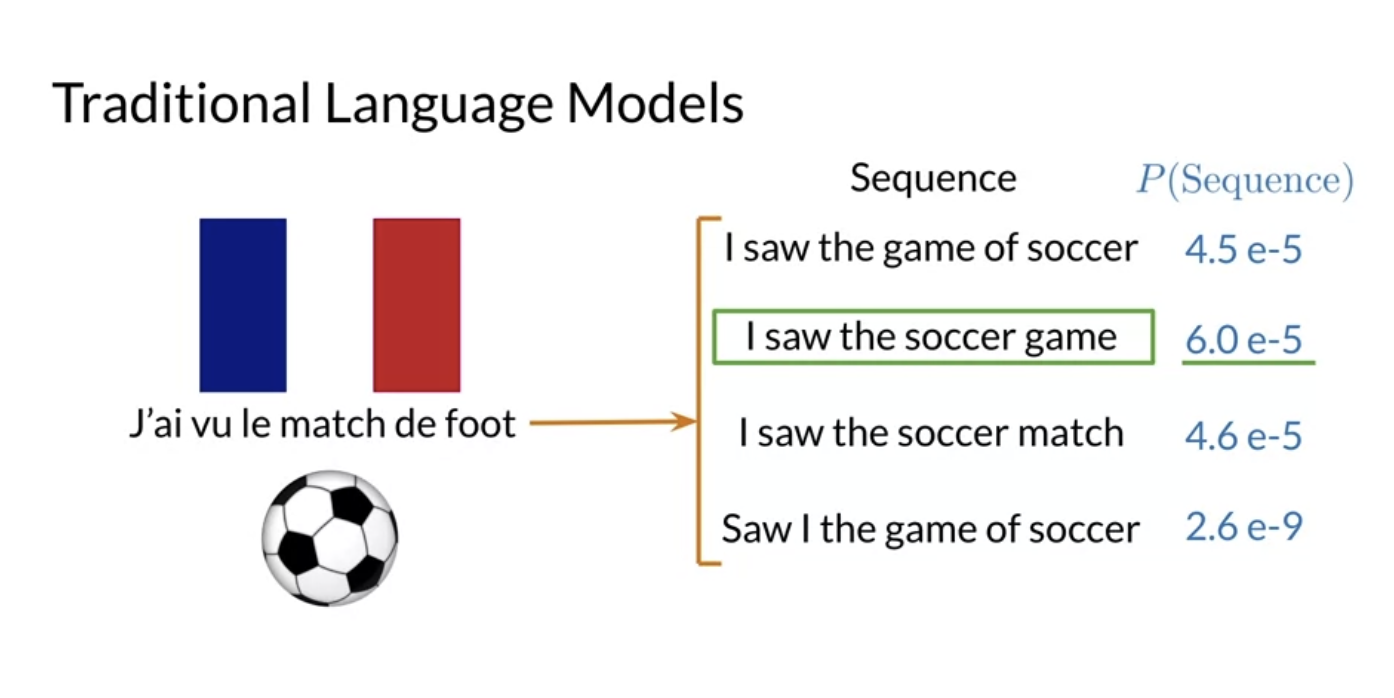 Traditional Language Models
Sequence P(Sequence)
I saw the game of soccer 4.5 e-5
I saw the soccer game 6.0 e-5
J’ai vu le match de foot
I saw the soccer match 4.6 e-5
Saw I the game of soccer 2.6 e-9